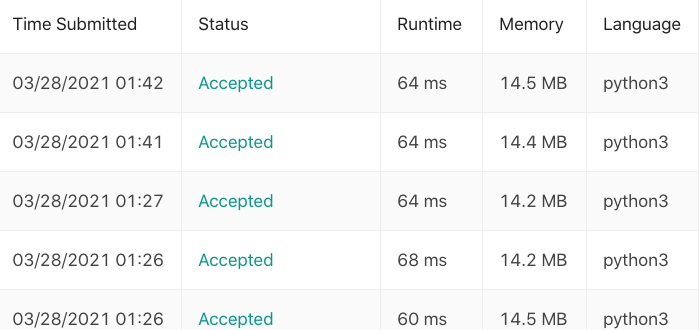 Time Submitted Status Runtime Memory Language
03/28/2021 01:42 Accepted 64 ms 14.5 MB python3
03/28/2021 01:41 Accepted 64 ms 14.4 MB python3
03/28/2021 01:27 Accepted 64 ms 14.2 MB python3
03/28/2021 01:26 Accepted 68 ms 14.2 MB python3
03/28/2021 01:26 Accepted 60 ms 14.5 MB python3